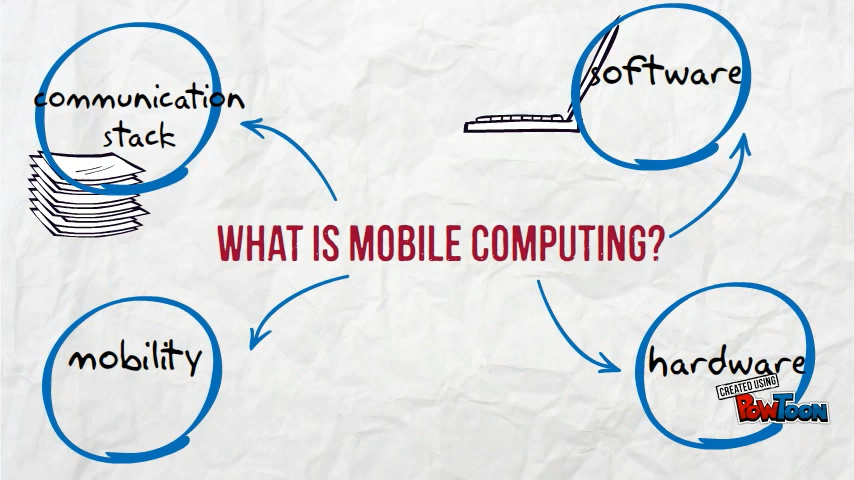 communication
stack
software
WHAT IS MOBILE COMPUTING?
mobility
hardware
CREATED USING
POWTOON